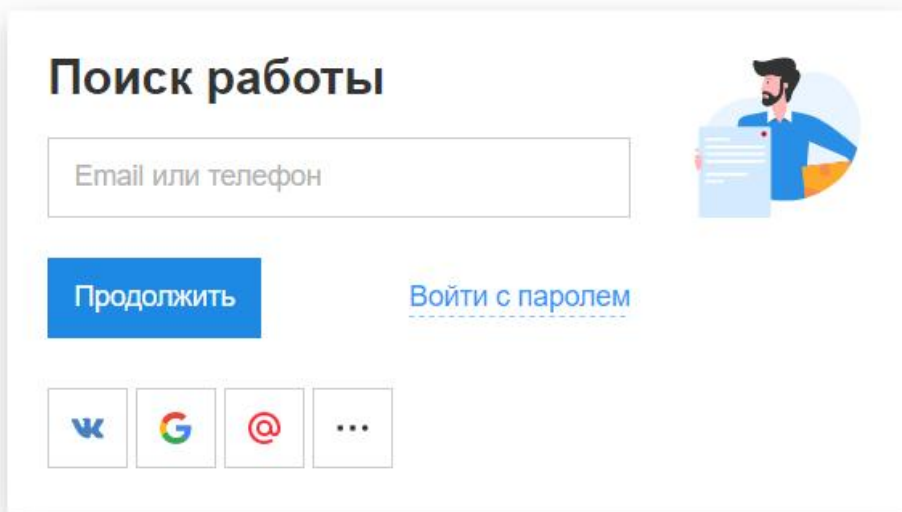 Поиск работы
Email или телефон
Продолжить
Войти с паролем